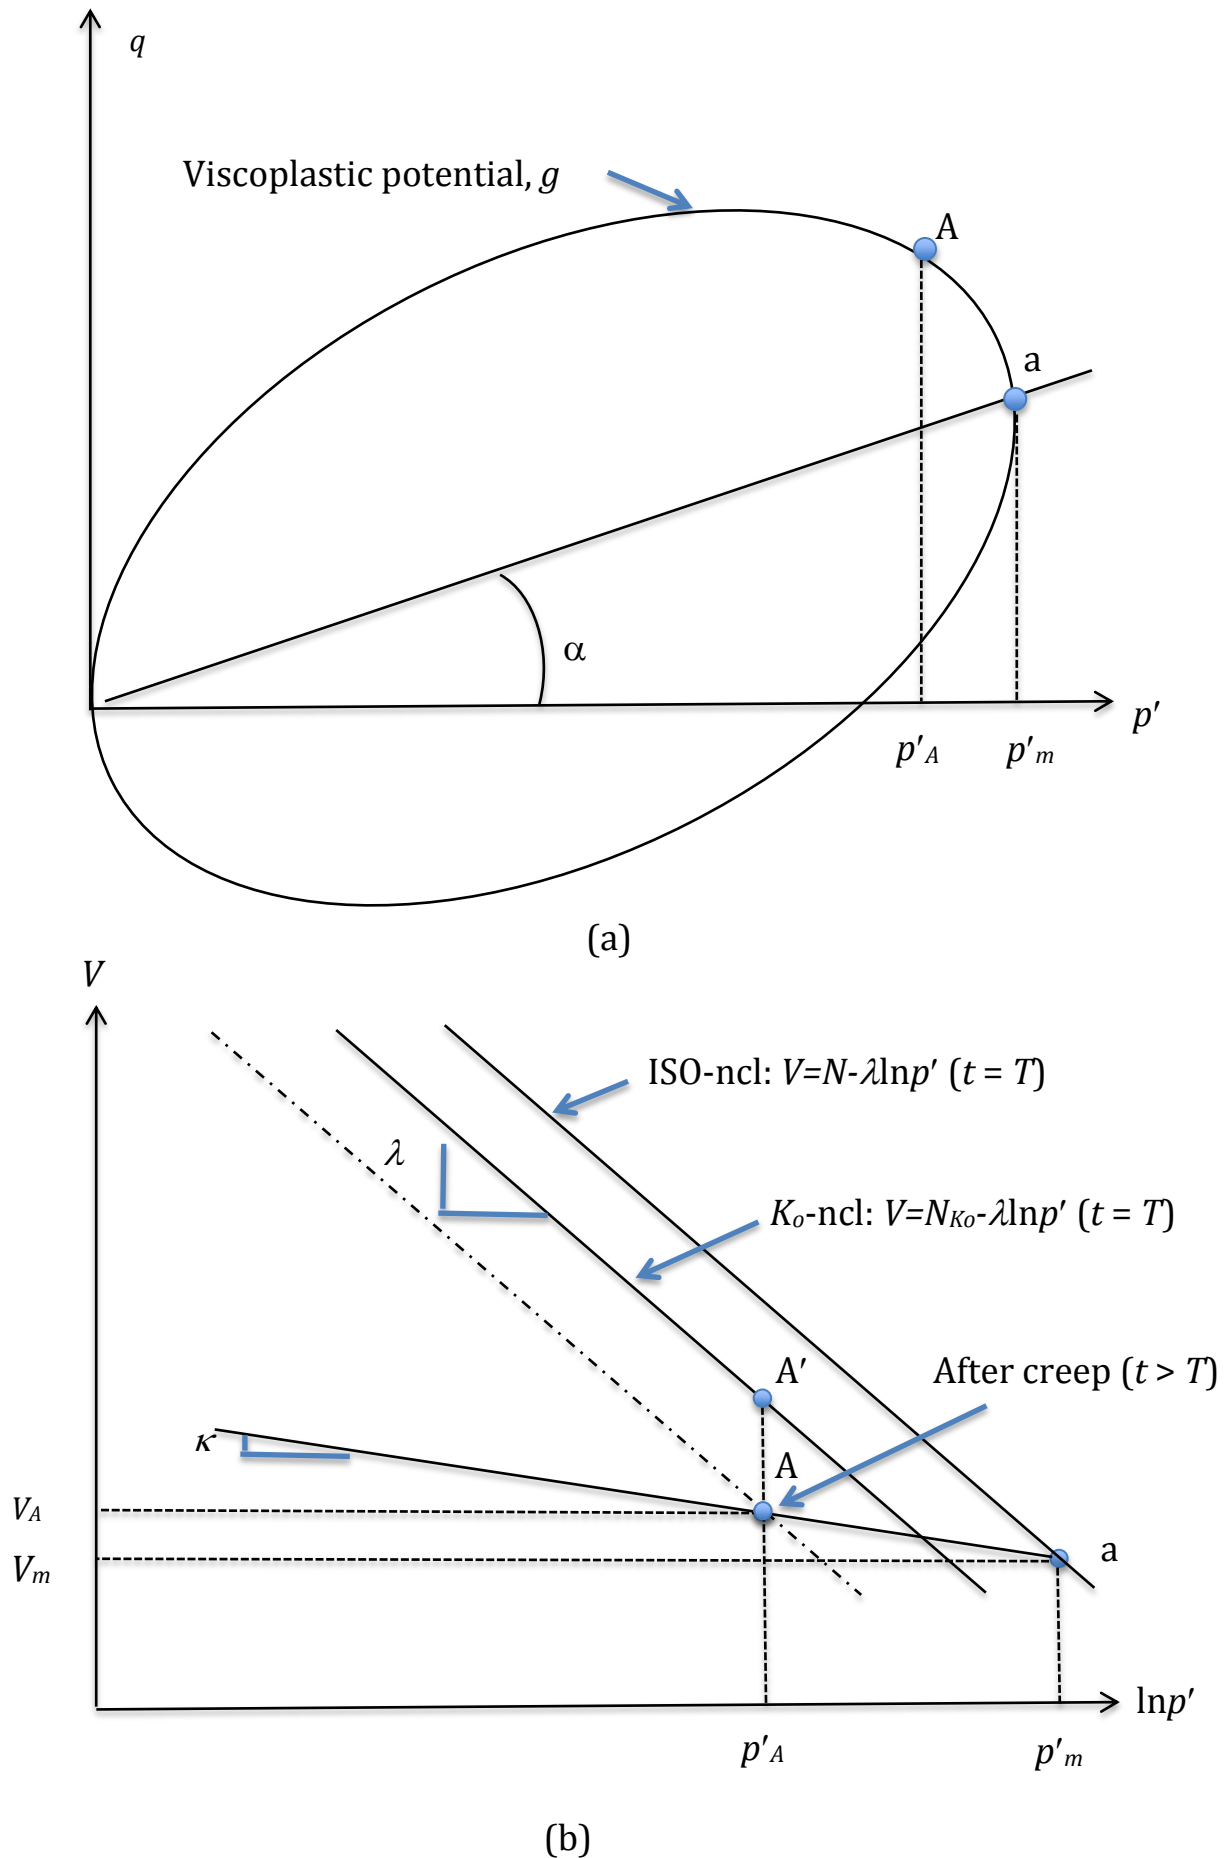 q
Viscoplastic potential, g
A
a
α
p′
p′A
p′m
(a)
V
ISO-ncl: V=N-λlnp′ (t = T)
λ
Ko-ncl: V=NKo-λlnp′ (t = T)
A′
After creep (t > T)
κ
A
VA
a
Vm
lnp′
p′A
p′m
(b)